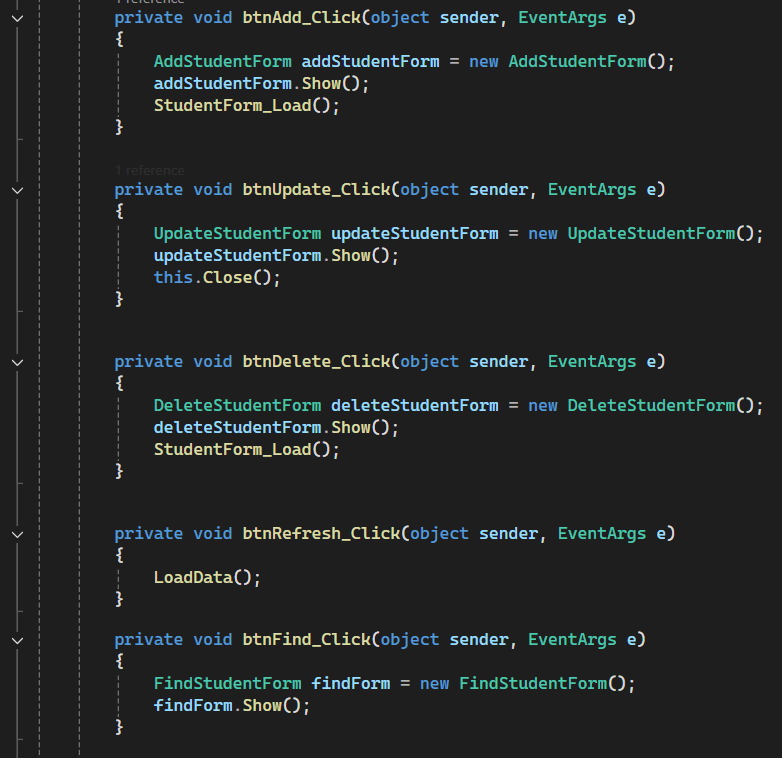 1 reference
private void btnAdd_Click(object sender, EventArgs e)
{
AddStudentForm addStudentForm = new AddStudentForm();
addStudentForm.Show();
StudentForm_Load();
}
1 reference
private void btnUpdate_Click(object sender, EventArgs e)
{
UpdateStudentForm updateStudentForm = new UpdateStudentForm();
updateStudentForm.Show();
this.Close();
}
private void btnDelete_Click(object sender, EventArgs e)
{
DeleteStudentForm deleteStudentForm = new DeleteStudentForm();
deleteStudentForm.Show();
StudentForm_Load();
}
private void btnRefresh_Click(object sender, EventArgs e)
{
LoadData();
}
private void btnFind_Click(object sender, EventArgs e)
{
FindStudentForm findForm = new FindStudentForm();
findForm.Show();
}